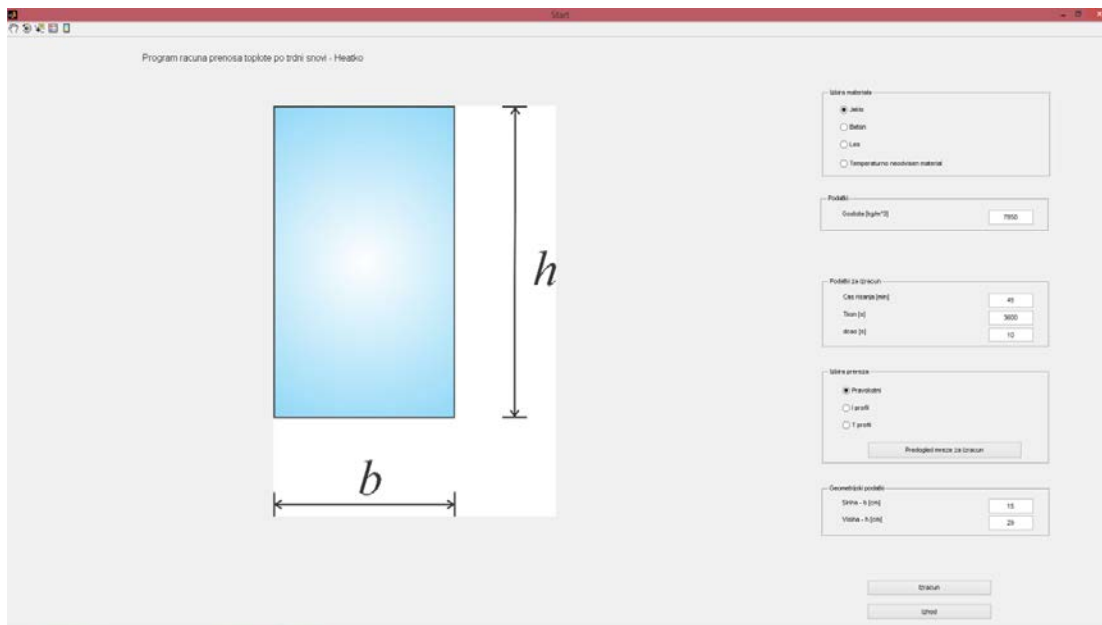 Start
Program racuna prenosa toplote po trdni snovi - Heatko
h
b
Izbira materiala
Jeklo
Beton
Les
Temperaturno neodvisen material
Podatki
Gostota [kg/m^3]
7850
Podatki za izracun
Cas risanja [min]
45
Tkon [s]
3600
dcas [s]
10
Izbira prereza
Pravokotni
I profil
T profil
Predogled mreze za izracun
Geometrijski podatki
Sirina - b [cm]
15
Visina - h [cm]
29
Izracun
Izhod